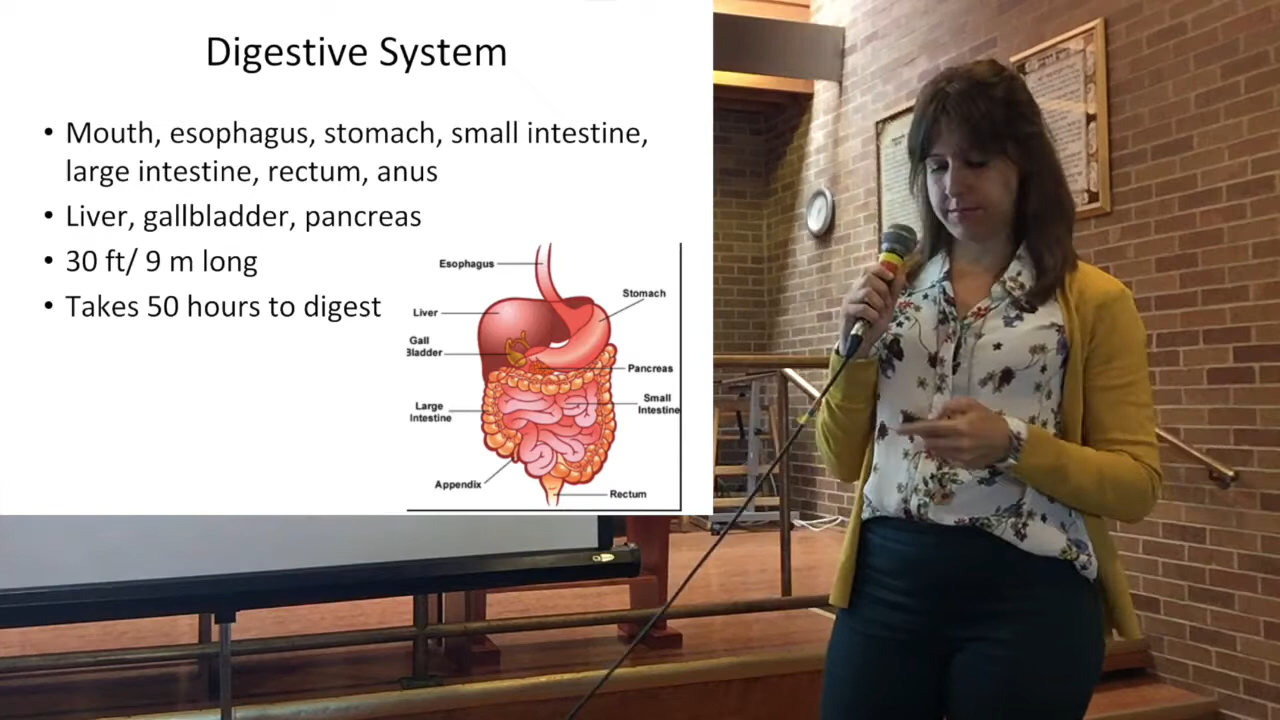 Digestive System
• Mouth, esophagus, stomach, small intestine,
large intestine, rectum, anus
• Liver, gallbladder, pancreas
• 30 ft/ 9 m long
• Takes 50 hours to digest
Esophagus
Stomach
Liver
Gall
Bladder
Pancreas
Large
Intestine
Small
Intestine
Appendix
Rectum